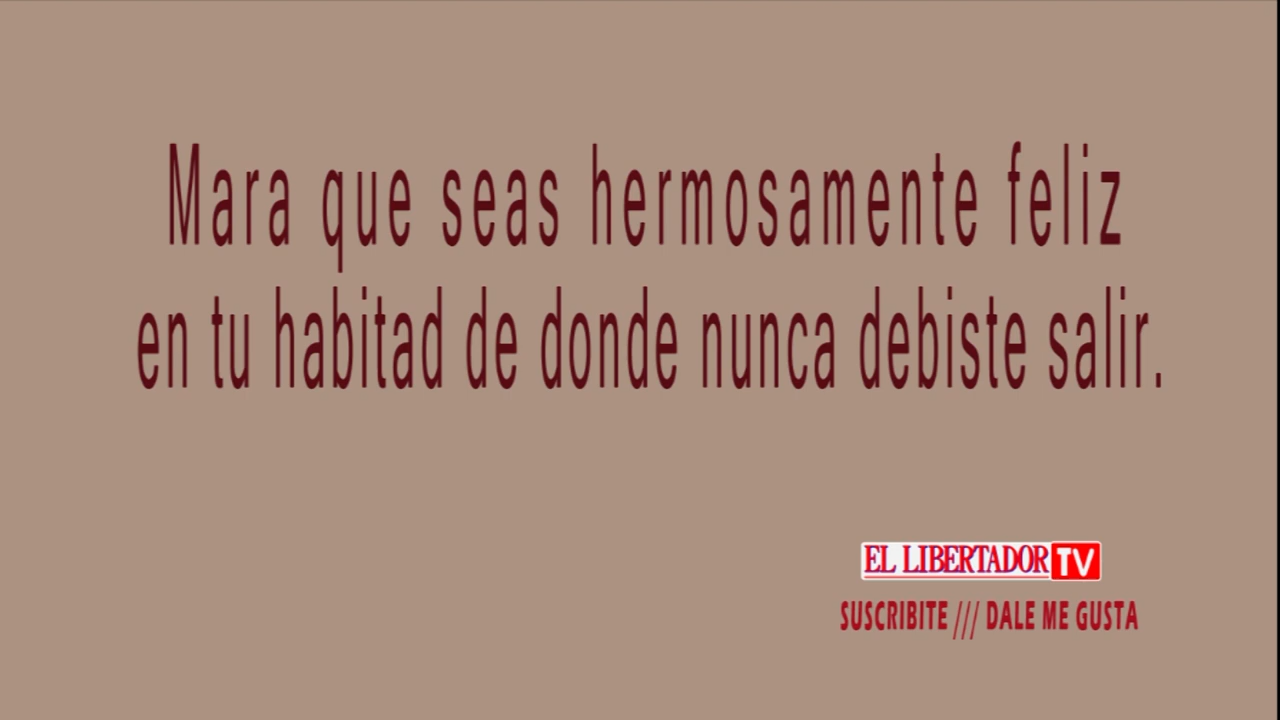 Mara que seas hermosamente feliz
en tu habitad de donde nunca debiste salir.
EL LIBERTADOR TV
SUSCRIBITE /// DALE ME GUSTA